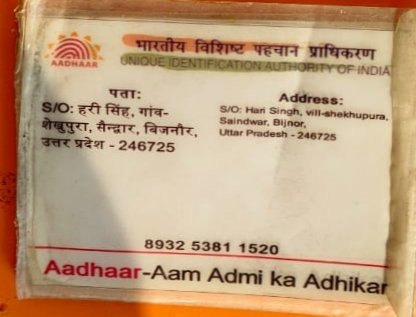 AADHAAR
भारतीय विशिष्ट पहचान प्राधिकरण
UNIQUE IDENTIFICATION AUTHORITY OF INDIA
पता:
S/O: हरी सिंह, गांव-
शेखुपुरा, सैन्द्वार, बिजनौर,
उत्तर प्रदेश - 246725
Address:
S/O: Hari Singh, vill-shekhupura,
Saindwar, Bijnor,
Uttar Pradesh - 246725
8932 5381 1520
Aadhaar-Aam Admi ka Adhikar